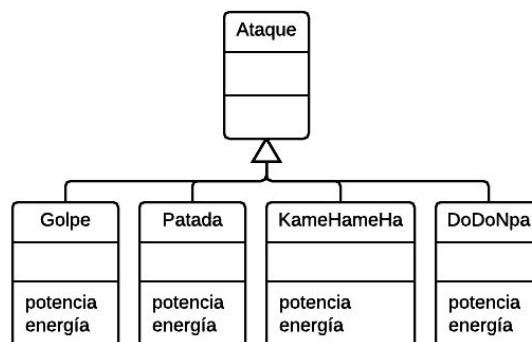 Ataque
Golpe
Patada
KameHameHa
DoDoNpa
potencia
energía
potencia
energía
potencia
energía
potencia
energía